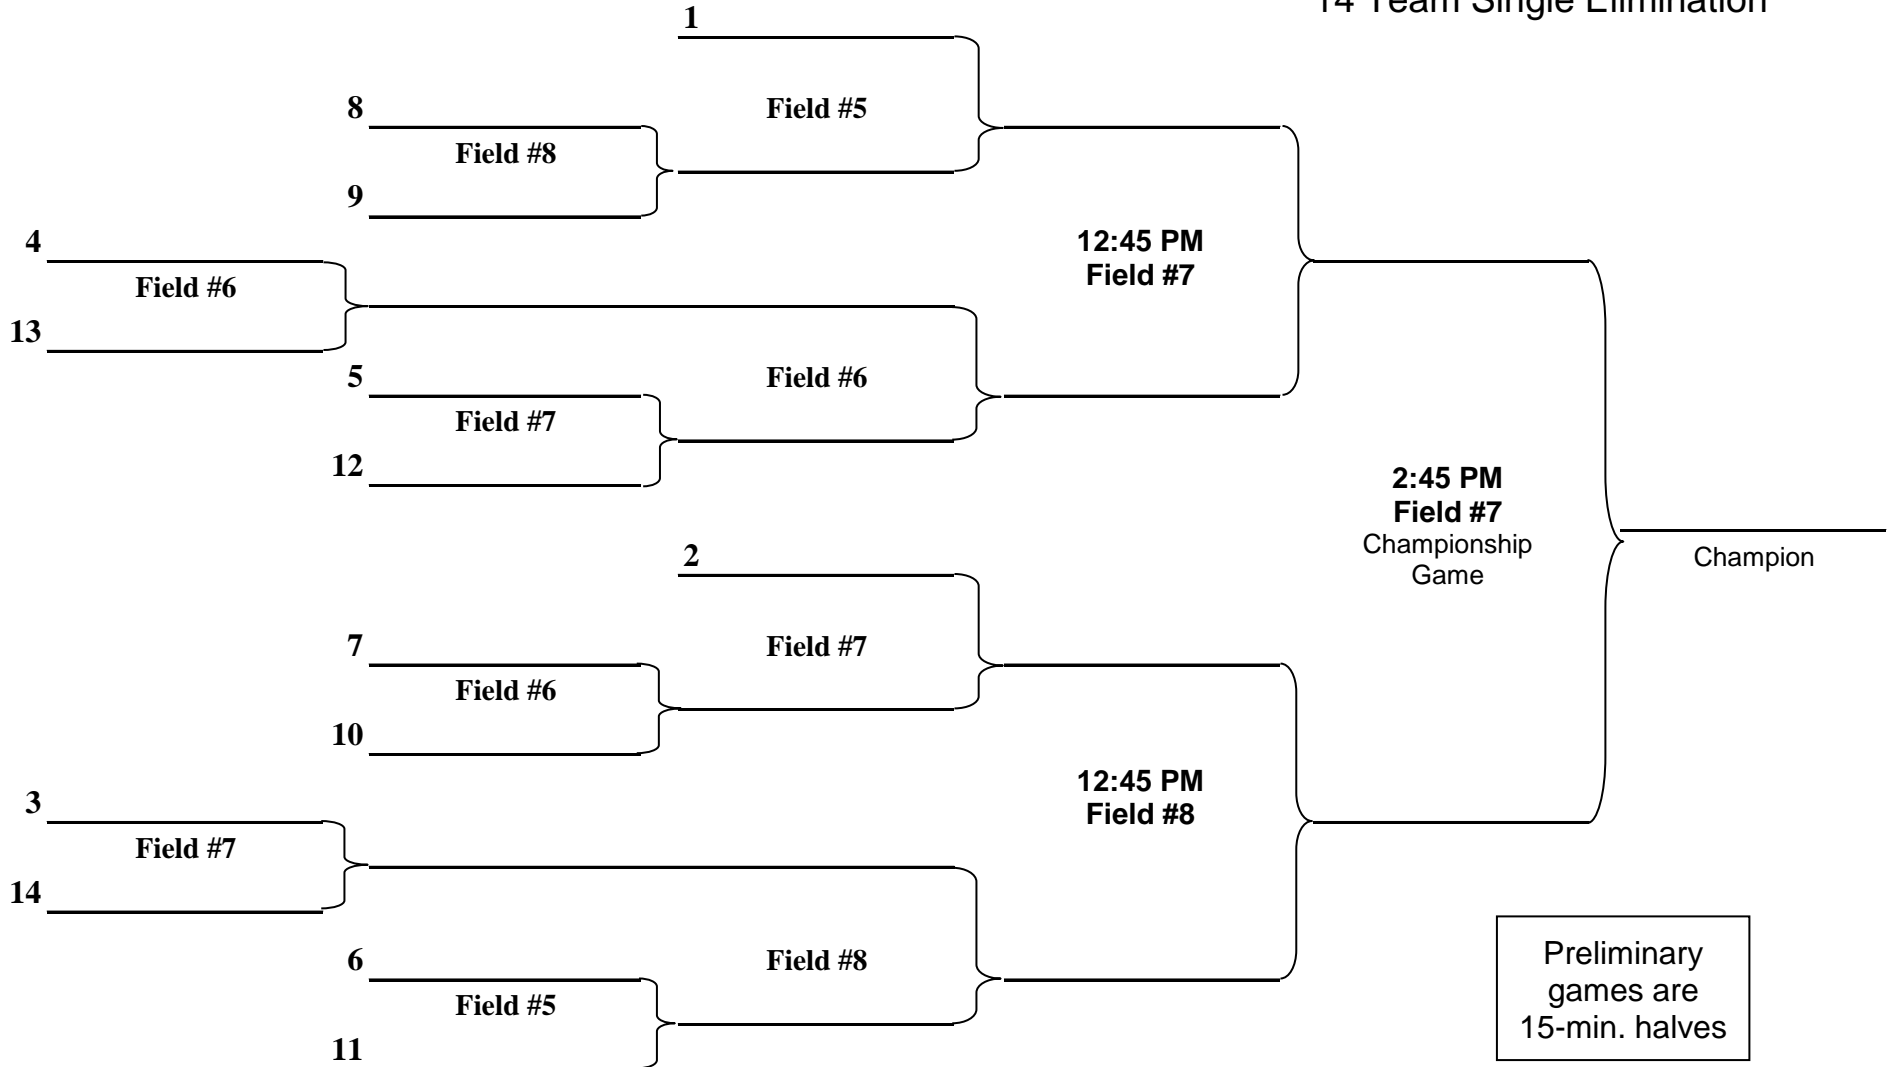 14 Team Single Elimination
1
8
Field #5
Field #8
9
4
12:45 PM
Field #7
Field #6
13
5
Field #6
Field #7
12
2:45 PM
Field #7
Championship
Game
2
Champion
7
Field #7
Field #6
10
12:45 PM
Field #8
3
Field #7
14
6
Field #8
Field #5
11
Preliminary
games are
15-min. halves